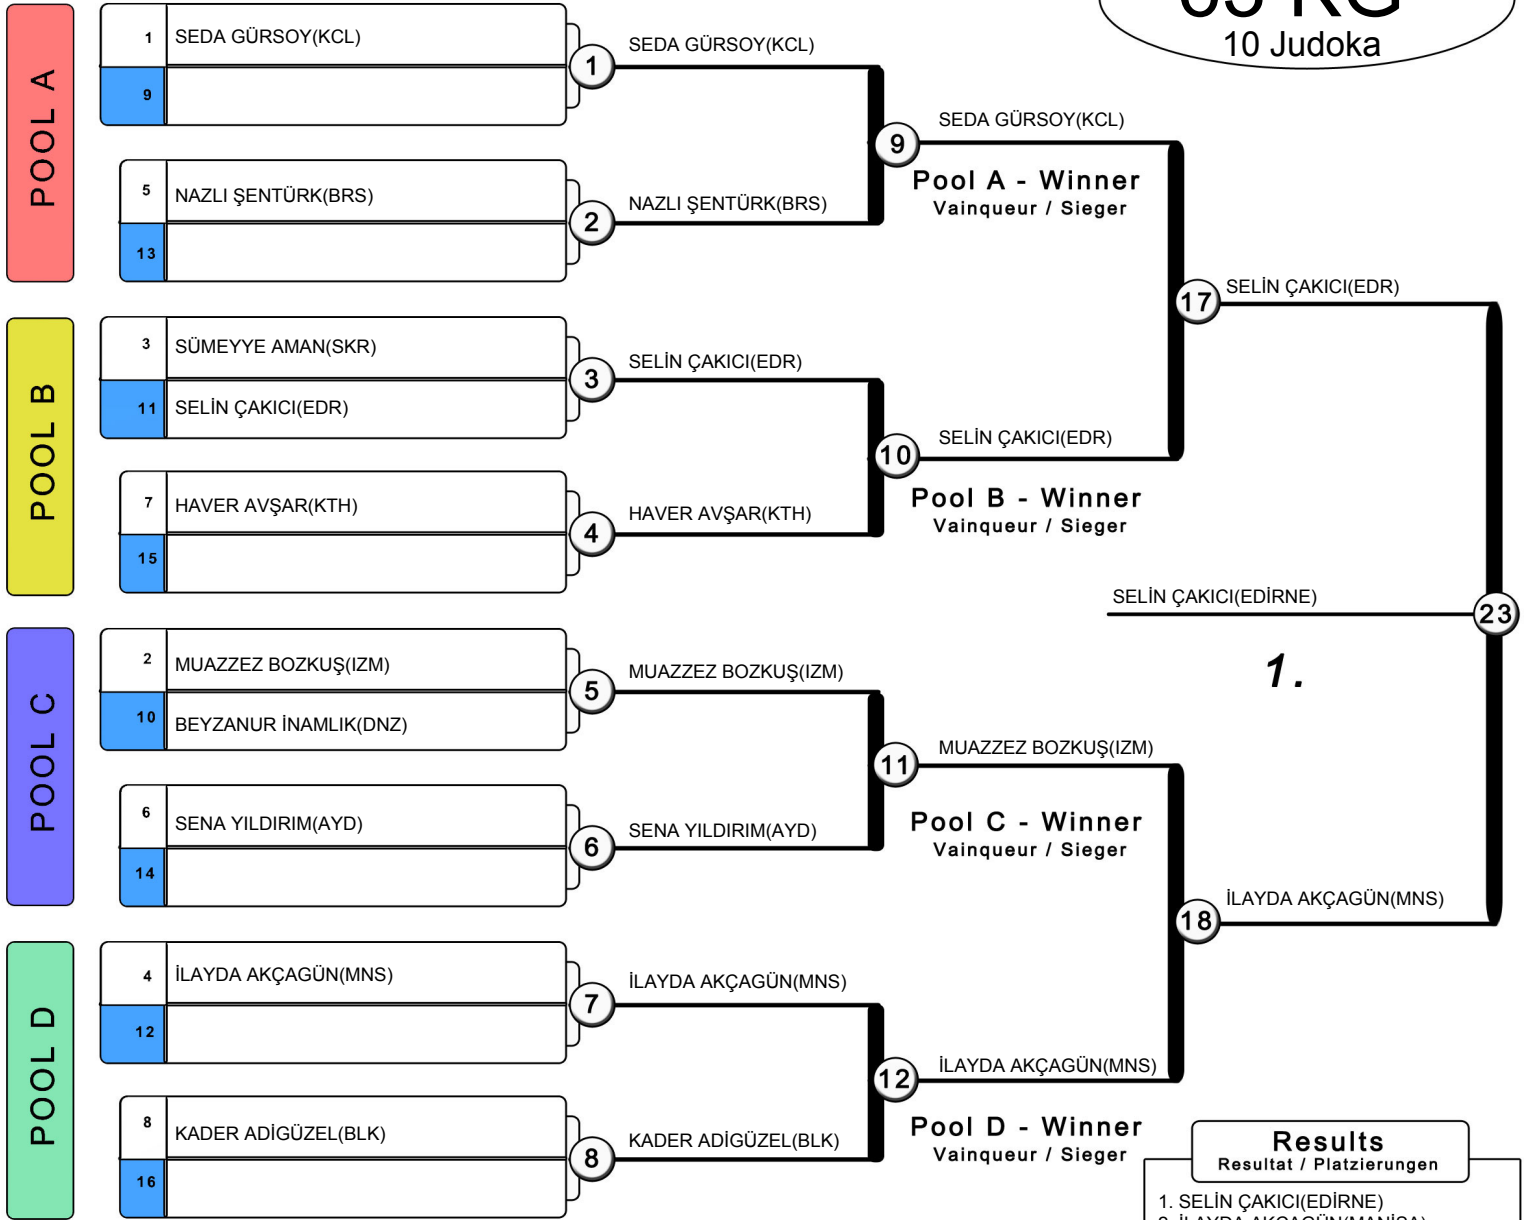 KG
10 Judoka
POOL A
1 SEDA GÜRSOY(KCL)
9
1
SEDA GÜRSOY(KCL)
5 NAZLI ŞENTÜRK(BRS)
13
2
NAZLI ŞENTÜRK(BRS)
9
SEDA GÜRSOY(KCL)
Pool A - Winner
Vainqueur / Sieger
POOL B
3 SÜMEYYE AMAN(SKR)
11 SELİN ÇAKICI(EDR)
3
SELİN ÇAKICI(EDR)
7 HAVER AVŞAR(KTH)
15
4
HAVER AVŞAR(KTH)
10
SELİN ÇAKICI(EDR)
Pool B - Winner
Vainqueur / Sieger
17
SELİN ÇAKICI(EDR)
POOL C
2 MUAZZEZ BOZKUŞ(IZM)
10 BEYZANUR İNAMLIK(DNZ)
5
MUAZZEZ BOZKUŞ(IZM)
6 SENA YILDIRIM(AYD)
14
6
SENA YILDIRIM(AYD)
11
MUAZZEZ BOZKUŞ(IZM)
Pool C - Winner
Vainqueur / Sieger
POOL D
4 İLAYDA AKÇAGÜN(MNS)
12
7
İLAYDA AKÇAGÜN(MNS)
8 KADER ADİGÜZEL(BLK)
16
8
KADER ADİGÜZEL(BLK)
12
İLAYDA AKÇAGÜN(MNS)
Pool D - Winner
Vainqueur / Sieger
18
İLAYDA AKÇAGÜN(MNS)
SELİN ÇAKICI(EDİRNE)
23
1.
Results
Resultat / Platzierungen
1. SELİN ÇAKICI(EDİRNE)
2. İLAYDA AKÇAGÜN(MANİSA)